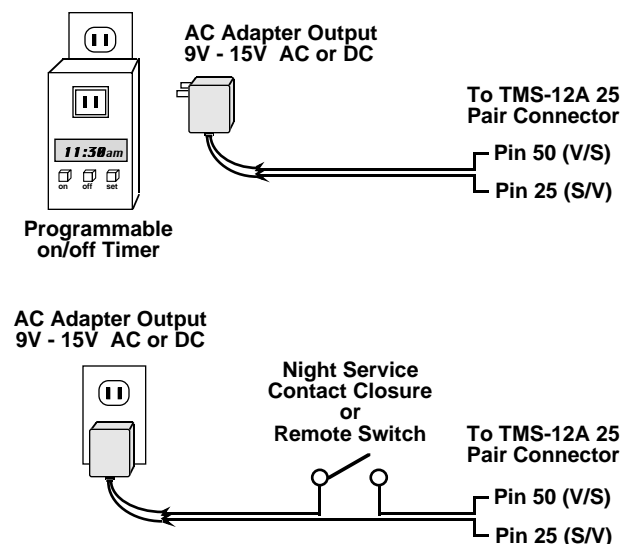 AC Adapter Output
9V - 15V AC or DC
11:30am
on off set
Programmable
on/off Timer
To TMS-12A 25
Pair Connector
Pin 50 (V/S)
Pin 25 (S/V)
AC Adapter Output
9V - 15V AC or DC
Night Service
Contact Closure
or
Remote Switch
To TMS-12A 25
Pair Connector
Pin 50 (V/S)
Pin 25 (S/V)